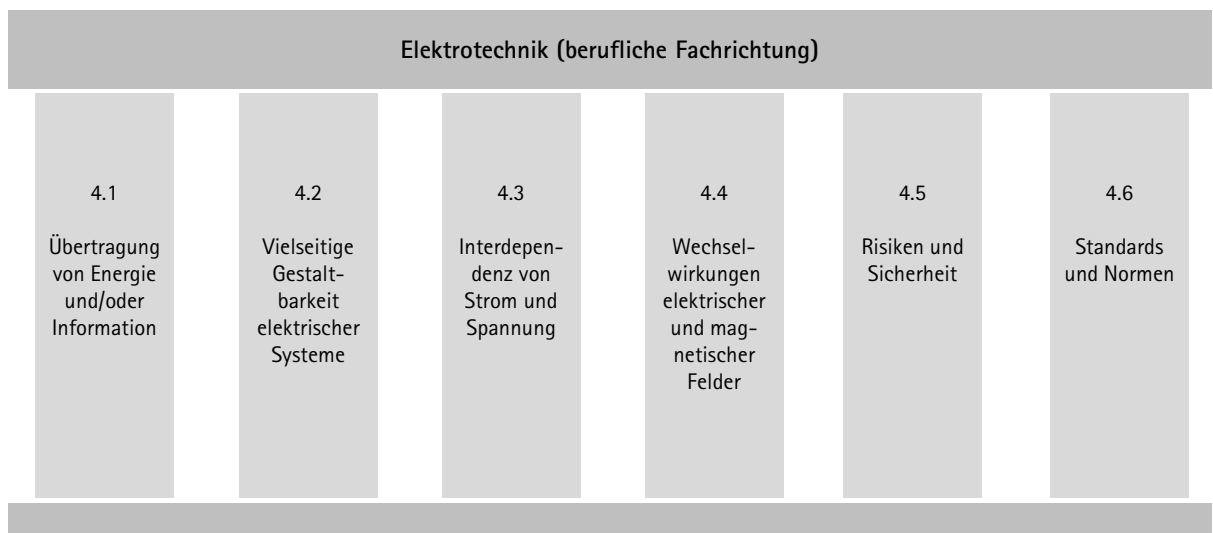 Elektrotechnik (berufliche Fachrichtung)
4.1
Übertragung
von Energie
und/oder
Information
4.2
Vielseitige
Gestalt-
barkeit
elektrischer
Systeme
4.3
Interdepen-
denz von
Strom und
Spannung
4.4
Wechsel-
wirkungen
elektrischer
und mag-
netischer
Felder
4.5
Risiken und
Sicherheit
4.6
Standards
und Normen